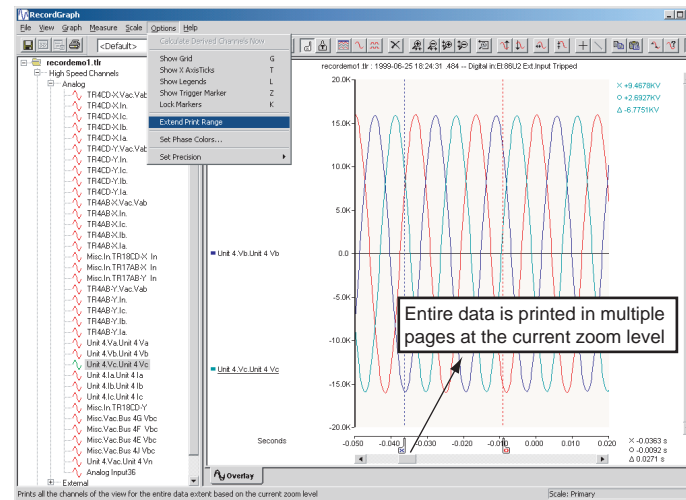 RecordGraph
File View Graph Measure Scale Options Help
<Default>
Calculate Derived Channels Now
Show Grid G
Show X AxisTicks T
Show Legends L
Show Trigger Marker Z
Lock Markers K
Extend Print Range
Set Phase Colors...
Set Precision
recordemo1.tlr
High Speed Channels
Analog
TR4CD-X.Vac.Vab
TR4CD-X.In.
TR4CD-X.Ic.
TR4CD-X.Ib.
TR4CD-X.Ia.
TR4CD-Y.Vac.Vab
TR4CD-Y.In.
TR4CD-Y.Ic.
TR4CD-Y.Ib.
TR4CD-Y.Ia.
TR4AB-X.Vac.Vab
TR4AB-X.In.
TR4AB-X.Ic.
TR4AB-X.Ib.
TR4AB-X.Ia.
Misc.In.TR18CD-X In
Misc.In.TR17AB-X In
Misc.In.TR17AB-Y In
TR4AB-Y.Vac.Vab
TR4AB-Y.In.
TR4AB-Y.Ic.
TR4AB-Y.Ib.
TR4AB-Y.Ia.
Unit 4.Va.Unit 4 Va
Unit 4.Vb.Unit 4 Vb
Unit 4.Vc.Unit 4 Vc
Unit 4.Ia.Unit 4 Ia
Unit 4.Ib.Unit 4 Ib
Unit 4.Ic.Unit 4 Ic
Misc.In.TR18CD-Y
Misc.Vac.Bus 4G Vbc
Misc.Vac.Bus 4F Vbc
Misc.Vac.Bus 4E Vbc
Misc.Vac.Bus 4J Vbc
Unit 4.Vac.Unit 4 Vn
Analog Input36
External
recordemo1.tlr : 1999-06-25 18:24:31 .484 -- Digital in:EI:86U2 Ext.Input Tripped
20.0K
15.0K
10.0K
5.0K
0.0
-5.0K
-10.0K
-15.0K
-20.0K
X +9.4678KV
O +2.6927KV
Δ -6.7751KV
Unit 4.Vb.Unit 4 Vb
Unit 4.Vc.Unit 4 Vc
Entire data is printed in multiple
pages at the current zoom level
Seconds
-0.050 -0.040 -0.030 -0.020 -0.010 0.000 0.010 0.020
X -0.0363 s
O -0.0092 s
Δ 0.0271 s
Overlay
Prints all the channels of the view for the entire data extent based on the current zoom level
Scale: Primary